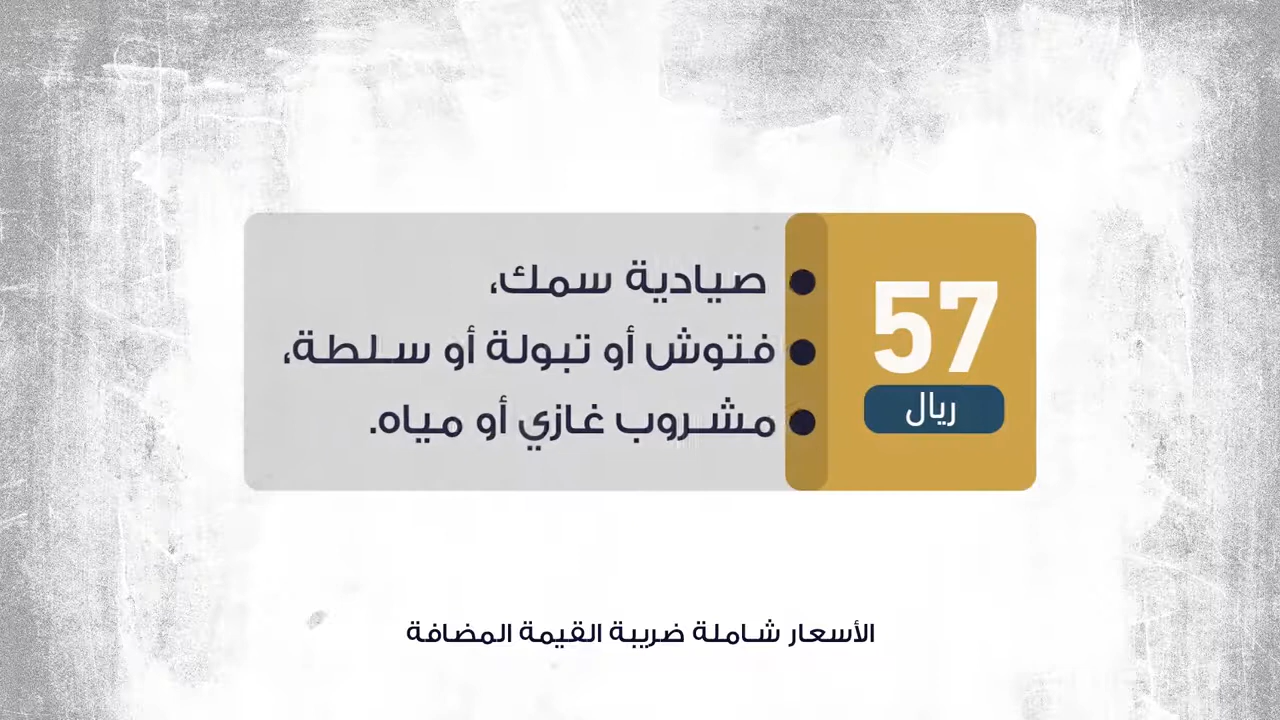 57
ريال
صيادية سمك،
فتوش أو تبولة أو سلطة،
مشروب غازي أو مياه.
الأسعار شاملة ضريبة القيمة المضافة